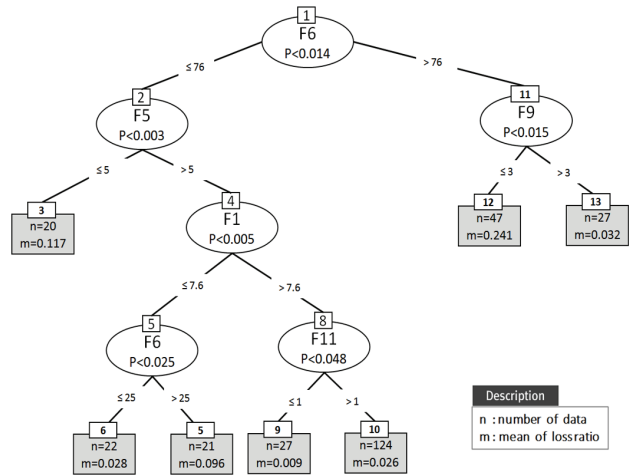 1
F6
P<0.014
≤ 76
> 76
2
F5
P<0.003
11
F9
P<0.015
≤ 5
> 5
≤ 3
> 3
3
n=20
m=0.117
4
F1
P<0.005
12
n=47
m=0.241
13
n=27
m=0.032
≤ 7.6
> 7.6
5
F6
P<0.025
8
F11
P<0.048
≤ 25
> 25
≤ 1
> 1
6
n=22
m=0.028
5
n=21
m=0.096
9
n=27
m=0.009
10
n=124
m=0.026
Description
n : number of data
m : mean of loss ratio